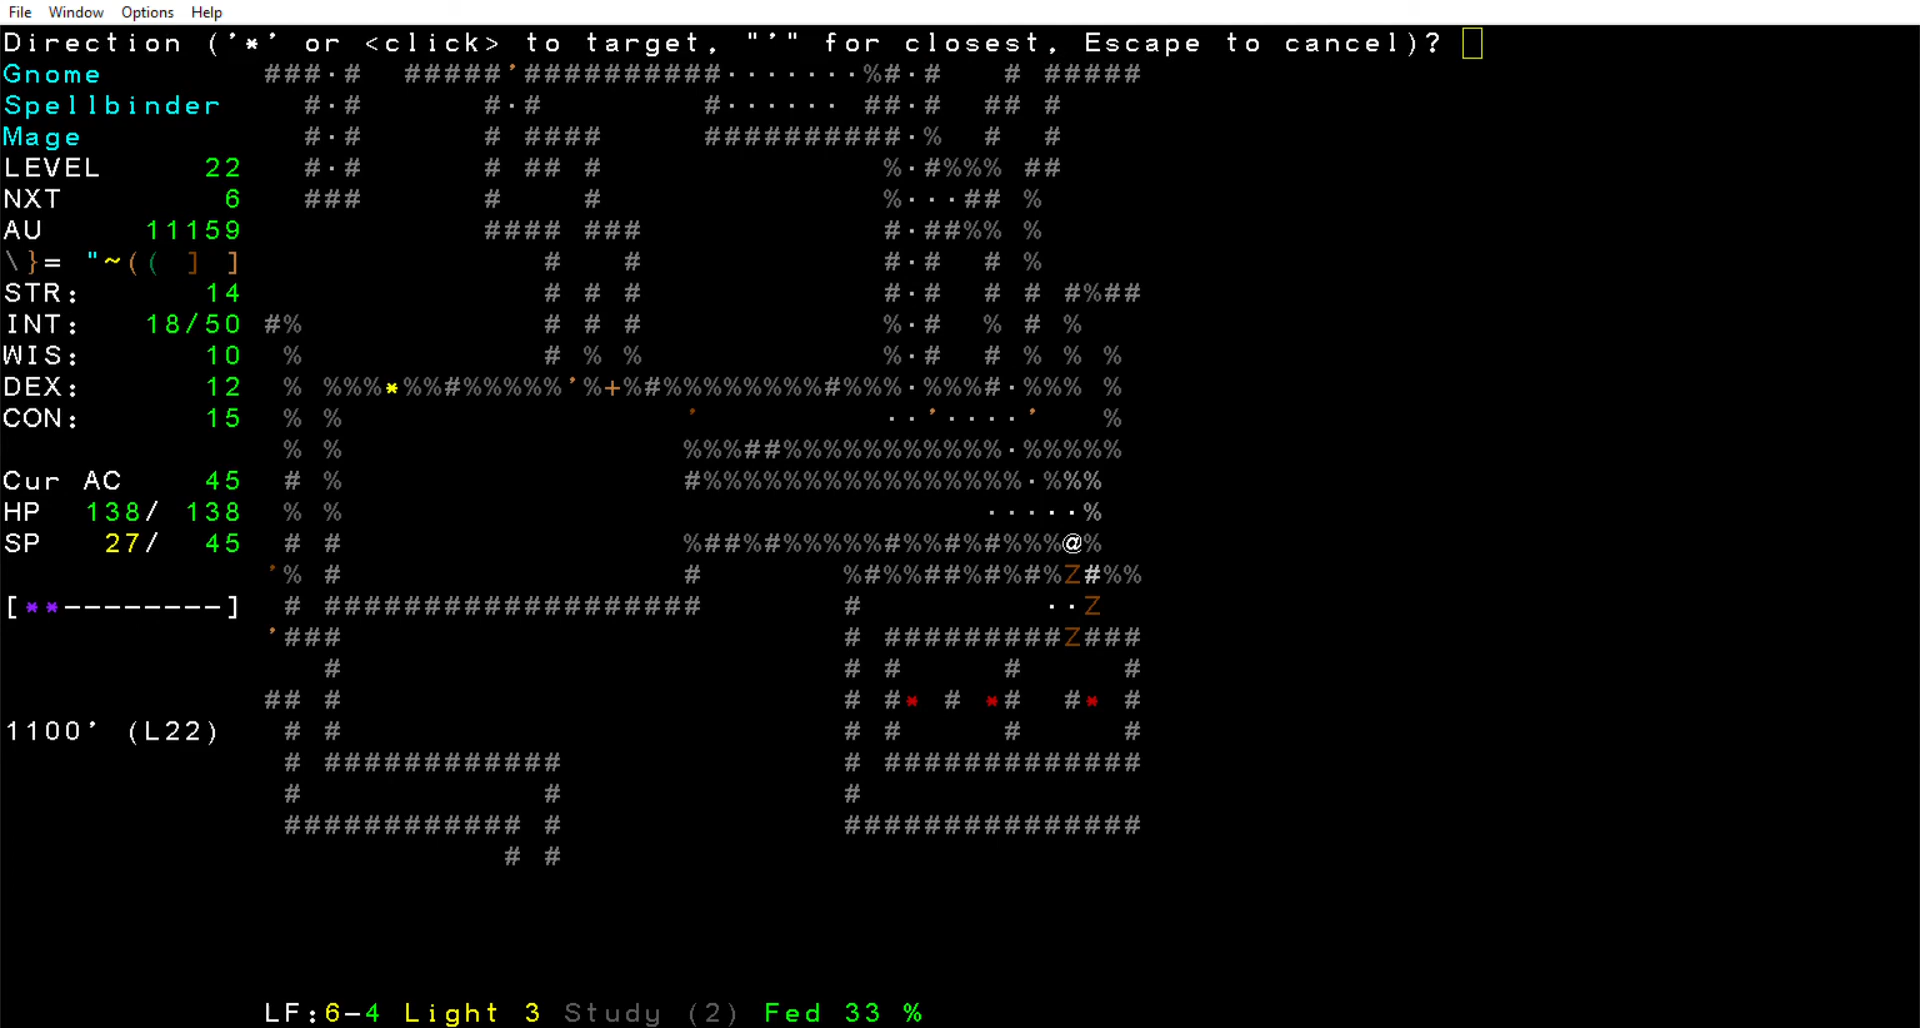 File Window Options Help
Direction ('*' or <click> to target, "'" for closest, Escape to cancel)?
Gnome
Spellbinder
Mage
LEVEL 22
NXT 6
AU 11159
\}= "~(( ] ]
STR: 14
INT: 18/50
WIS: 10
DEX: 12
CON: 15
Cur AC 45
HP 138/ 138
SP 27/ 45
[**--------]
1100' (L22)
LF:6-4 Light 3 Study (2) Fed 33 %